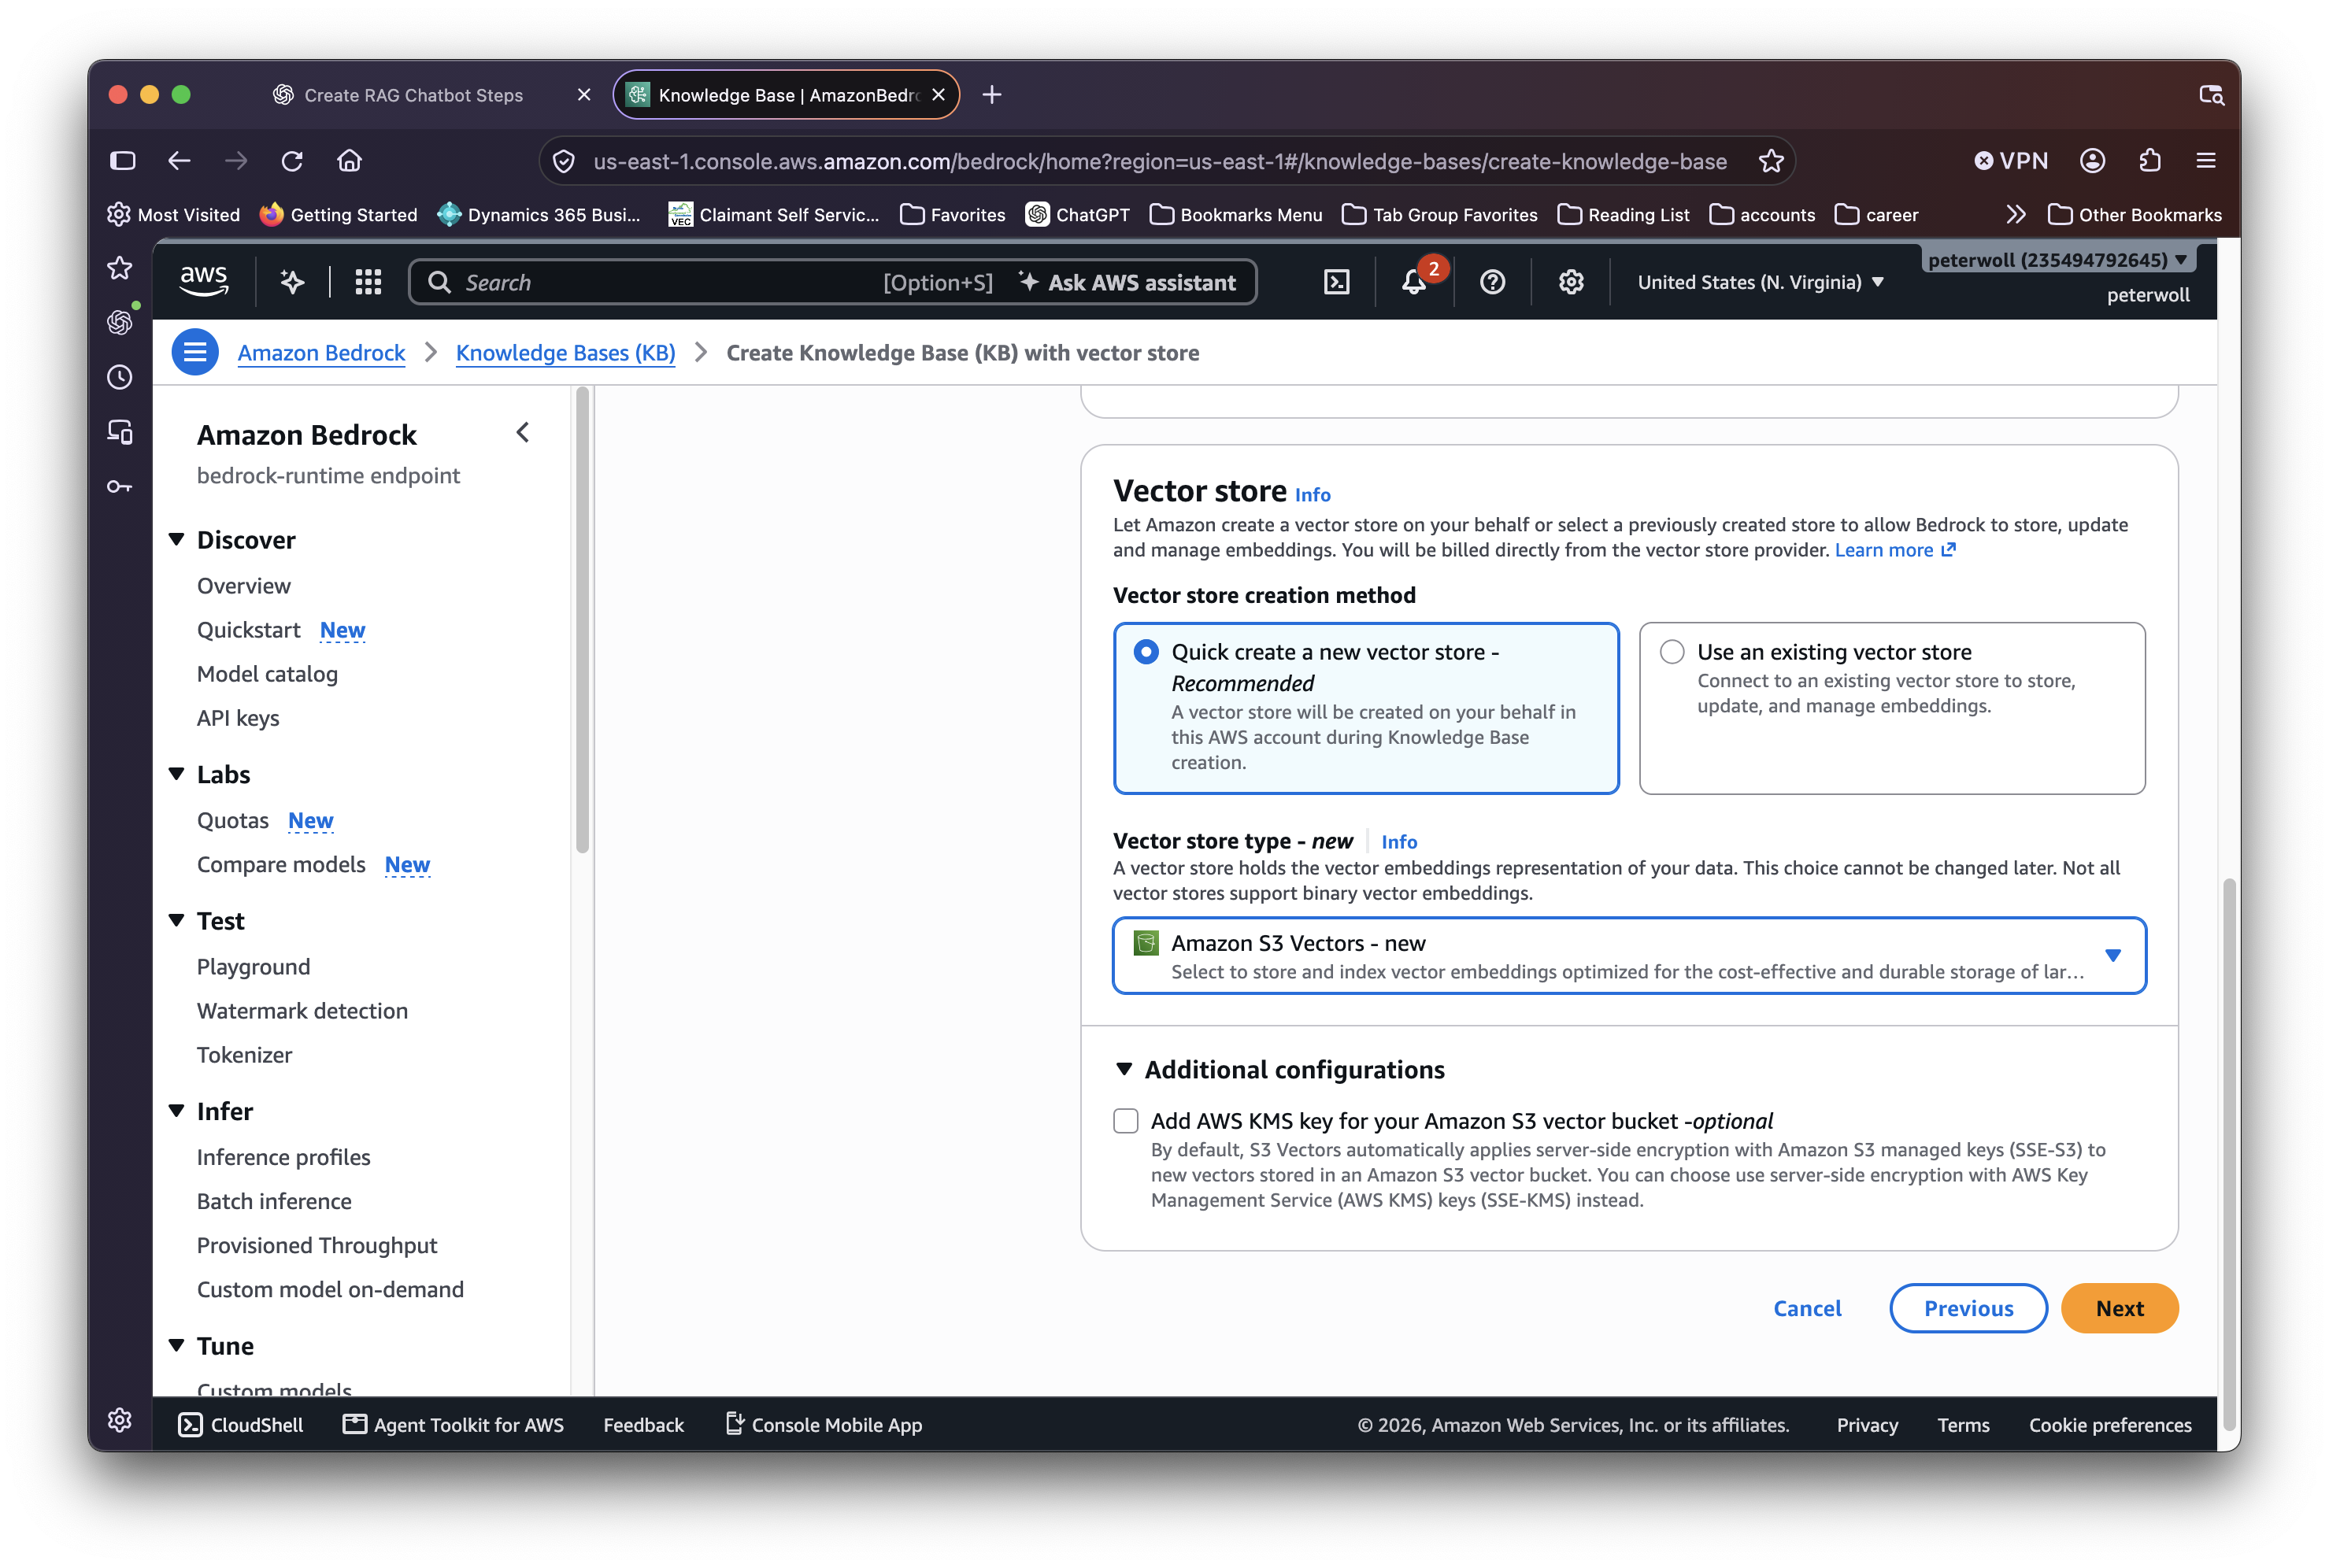 Create RAG Chatbot Steps
Knowledge Base | AmazonBedro
us-east-1.console.aws.amazon.com/bedrock/home?region=us-east-1#/knowledge-bases/create-knowledge-base
VPN
Most Visited
Getting Started
Dynamics 365 Busi...
VEC
Claimant Self Servic...
Favorites
ChatGPT
Bookmarks Menu
Tab Group Favorites
Reading List
accounts
career
Other Bookmarks
aws
Search
[Option+S]
Ask AWS assistant
2
United States (N. Virginia)
peterwoll (235494792645)
peterwoll
Amazon Bedrock
Knowledge Bases (KB)
Create Knowledge Base (KB) with vector store
Amazon Bedrock
bedrock-runtime endpoint
Discover
Overview
Quickstart New
Model catalog
API keys
Labs
Quotas New
Compare models New
Test
Playground
Watermark detection
Tokenizer
Infer
Inference profiles
Batch inference
Provisioned Throughput
Custom model on-demand
Tune
Custom models
Vector store Info
Let Amazon create a vector store on your behalf or select a previously created store to allow Bedrock to store, update
and manage embeddings. You will be billed directly from the vector store provider. Learn more
Vector store creation method
Quick create a new vector store -
Recommended
A vector store will be created on your behalf in
this AWS account during Knowledge Base
creation.
Use an existing vector store
Connect to an existing vector store to store,
update, and manage embeddings.
Vector store type - new Info
A vector store holds the vector embeddings representation of your data. This choice cannot be changed later. Not all
vector stores support binary vector embeddings.
Amazon S3 Vectors - new
Select to store and index vector embeddings optimized for the cost-effective and durable storage of lar...
Additional configurations
Add AWS KMS key for your Amazon S3 vector bucket -optional
By default, S3 Vectors automatically applies server-side encryption with Amazon S3 managed keys (SSE-S3) to
new vectors stored in an Amazon S3 vector bucket. You can choose use server-side encryption with AWS Key
Management Service (AWS KMS) keys (SSE-KMS) instead.
Cancel
Previous
Next
CloudShell
Agent Toolkit for AWS
Feedback
Console Mobile App
© 2026, Amazon Web Services, Inc. or its affiliates.
Privacy
Terms
Cookie preferences